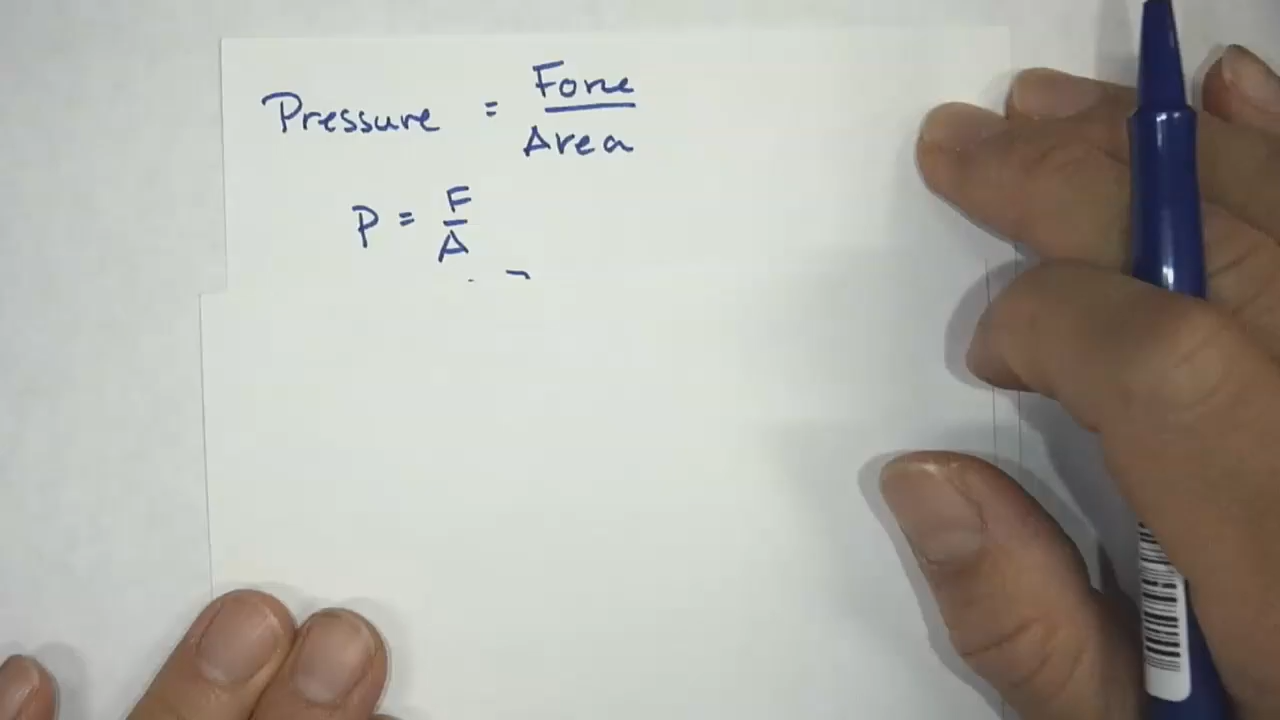 Pressure = Force / Area
P = F / A